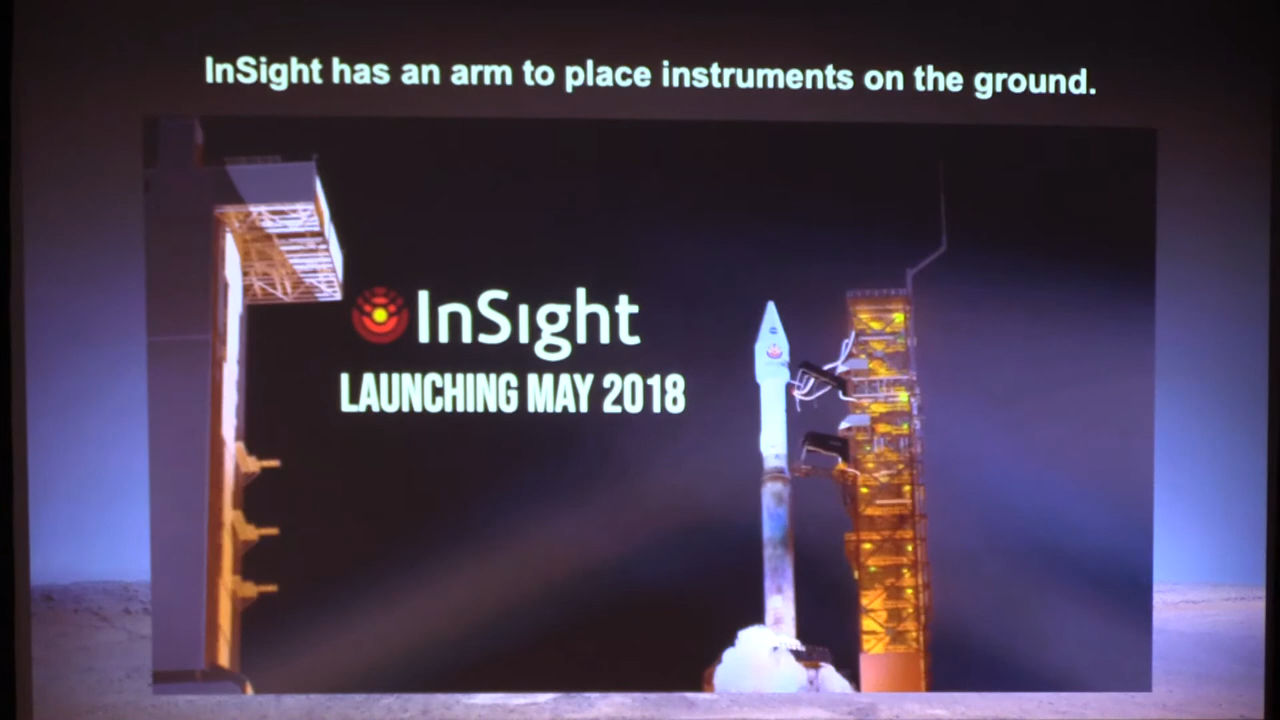 InSight has an arm to place instruments on the ground.
InSight
LAUNCHING MAY 2018